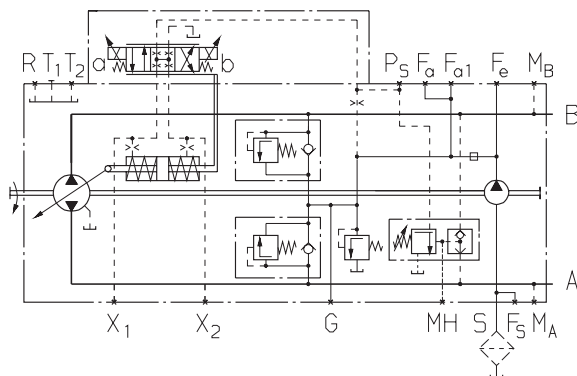 a b
R T1 T2 PS Fa Fa1 Fe MB
B
A
X1 X2 G MH S FS MA